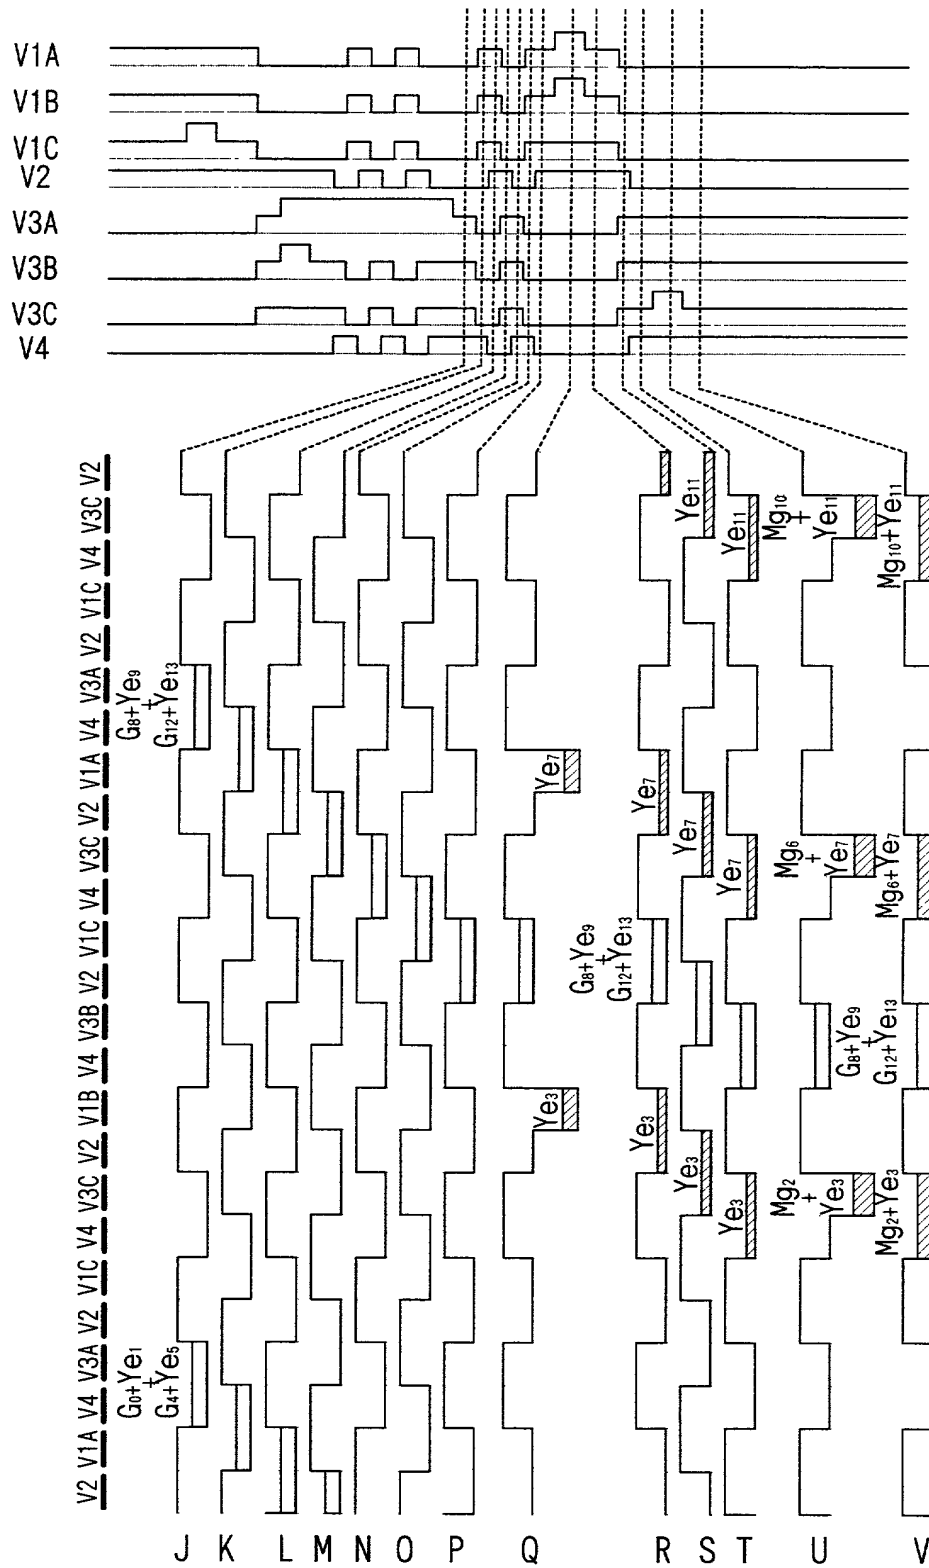 V1A
V1B
V1C
V2
V3A
V3B
V3C
V4
V2
V3C
V4
V1C
V2
V3A
V4
V1A
V2
V3C
V4
V1C
V2
V3B
V4
V1B
V2
V3C
V4
V1C
V2
V3A
V4
V1A
V2
G8+Ye9
+
G12+Ye13
G0+Ye1
+
G4+Ye5
Ye7
Ye3
G8+Ye9
+
G12+Ye13
Ye7
Ye3
Ye11
Ye7
Ye3
Ye11
Ye7
Ye3
Mg10
+
Ye11
Mg6
+
Ye7
Mg2
+
Ye3
Mg10+Ye11
Mg6+Ye7
G8+Ye9
+
G12+Ye13
Mg2+Ye3
J K L M N O P Q R S T U V